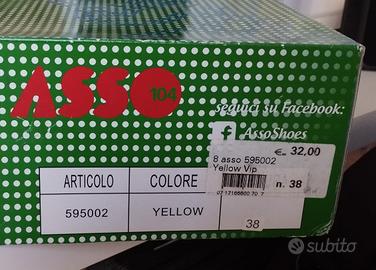 ASSO 104
seguici su Facebook:
f AssoShoes
€ 32,00
8 asso 595002
Yellow Vip
n. 38
ARTICOLO COLORE
595002 YELLOW 38
subito